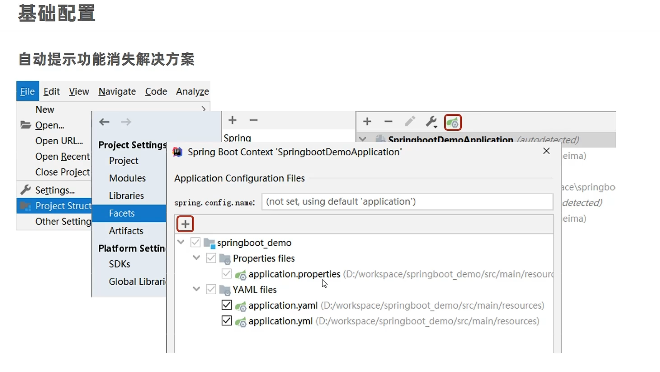 基础配置
自动提示功能消失解决方案
File Edit View Navigate Code Analyze
New
Open...
Open URL...
Open Recent
Close Project
Settings...
Project Struct
Other Setting
Project Settings
Project
Modules
Libraries
Facets
Artifacts
Platform Settin
SDKs
Global Librari
Spring
SpringbootDemoApplication (autodetected)
eima)
ace\springbo
detected)
eima)
Spring Boot Context 'SpringbootDemoApplication'
Application Configuration Files
spring.config.name: (not set, using default 'application')
springboot_demo
Properties files
application.properties (D:/workspace/springboot_demo/src/main/resourc
YAML files
application.yaml (D:/workspace/springboot_demo/src/main/resources)
application.yml (D:/workspace/springboot_demo/src/main/resources)